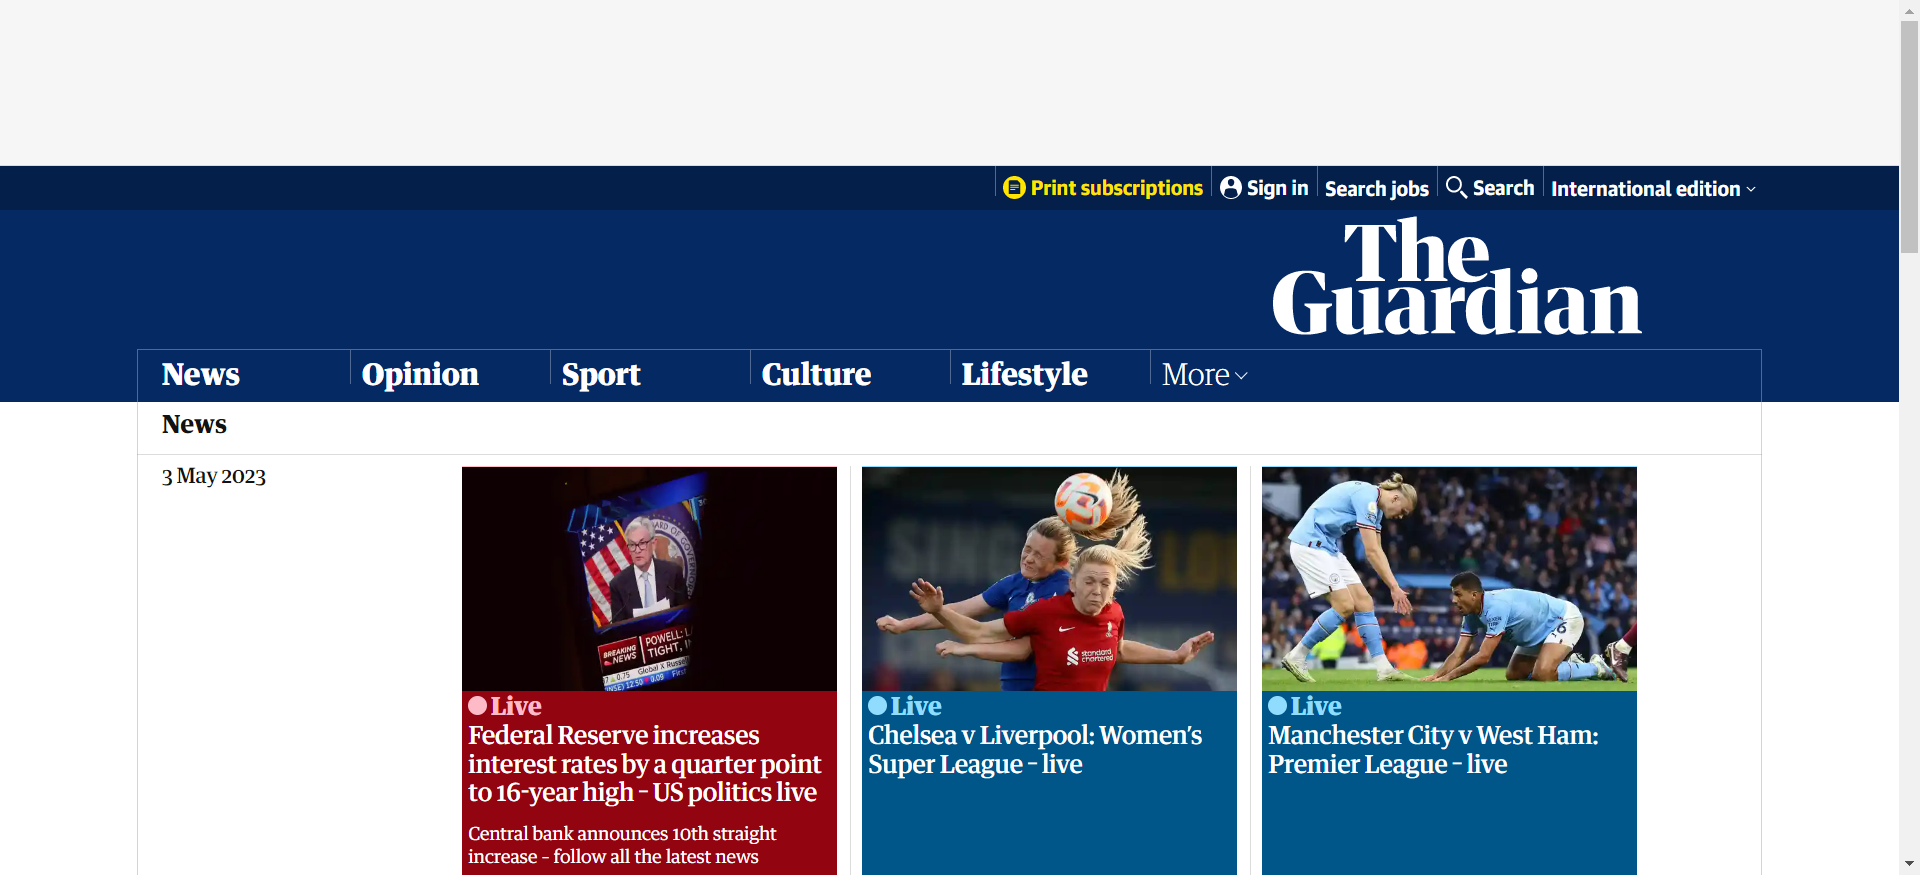 Print subscriptions
Sign in
Search jobs
Search
International edition
The
Guardian
News
Opinion
Sport
Culture
Lifestyle
More
News
3 May 2023
BREAKING
NEWS
POWELL:
TIGHT,
Global X
Live
Federal Reserve increases
interest rates by a quarter point
to 16-year high – US politics live
Central bank announces 10th straight
increase – follow all the latest news
standard
chartered
Live
Chelsea v Liverpool: Women’s
Super League – live
Live
Manchester City v West Ham:
Premier League – live